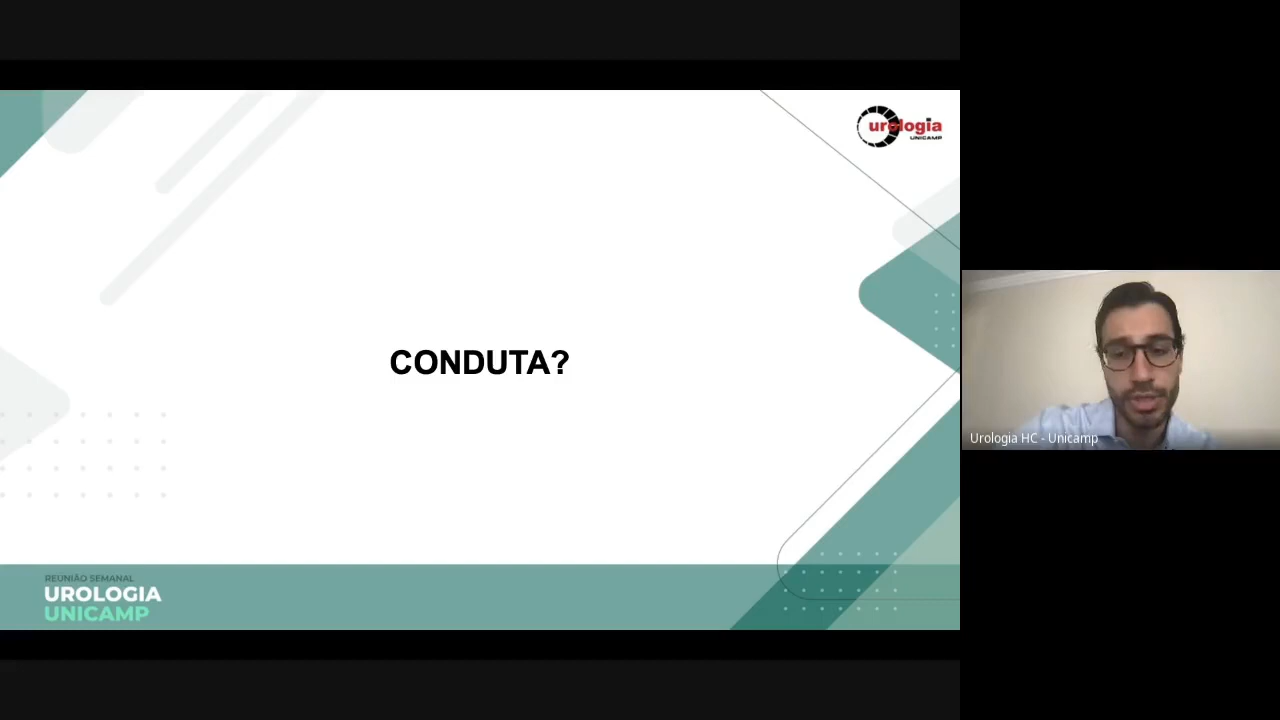 urologia
UNICAMP
CONDUTA?
REUNIÃO SEMANAL
UROLOGIA
UNICAMP
Urologia HC - Unicamp